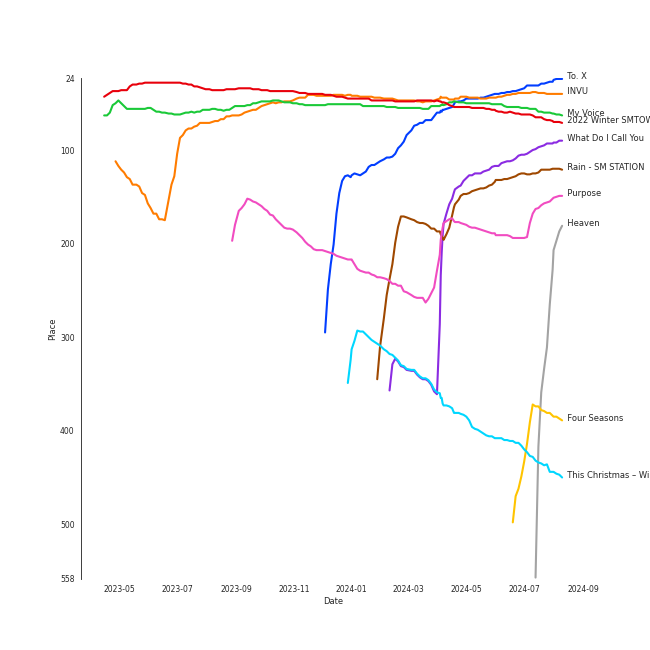 24
100
200
300
400
500
558
Place
2023-05
2023-07
2023-09
2023-11
2024-01
2024-03
2024-05
2024-07
2024-09
Date
To. X
INVU
My Voice
2022 Winter SMTOW
What Do I Call You
Rain - SM STATION
Purpose
Heaven
Four Seasons
This Christmas – Wi